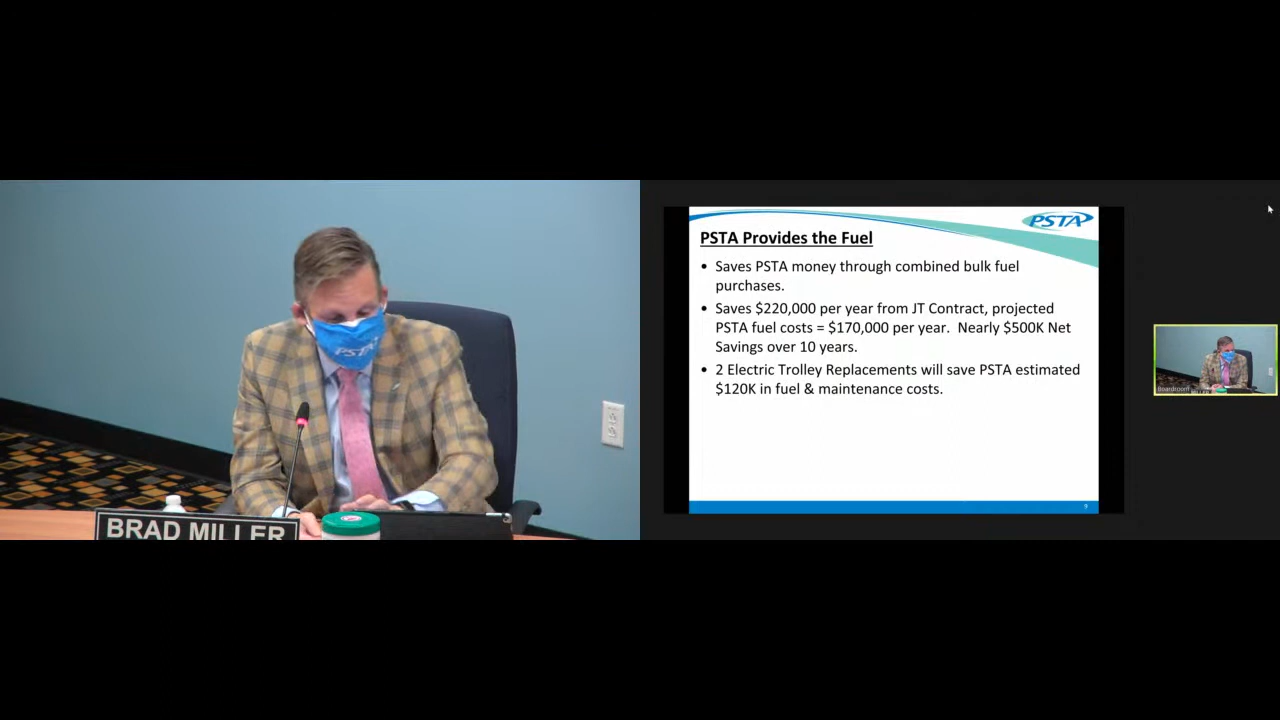 PSTA
BRAD MILLER
PSTA
PSTA Provides the Fuel
• Saves PSTA money through combined bulk fuel
purchases.
• Saves $220,000 per year from JT Contract, projected
PSTA fuel costs = $170,000 per year.  Nearly $500K Net
Savings over 10 years.
• 2 Electric Trolley Replacements will save PSTA estimated
$120K in fuel & maintenance costs.
9
Boardroom